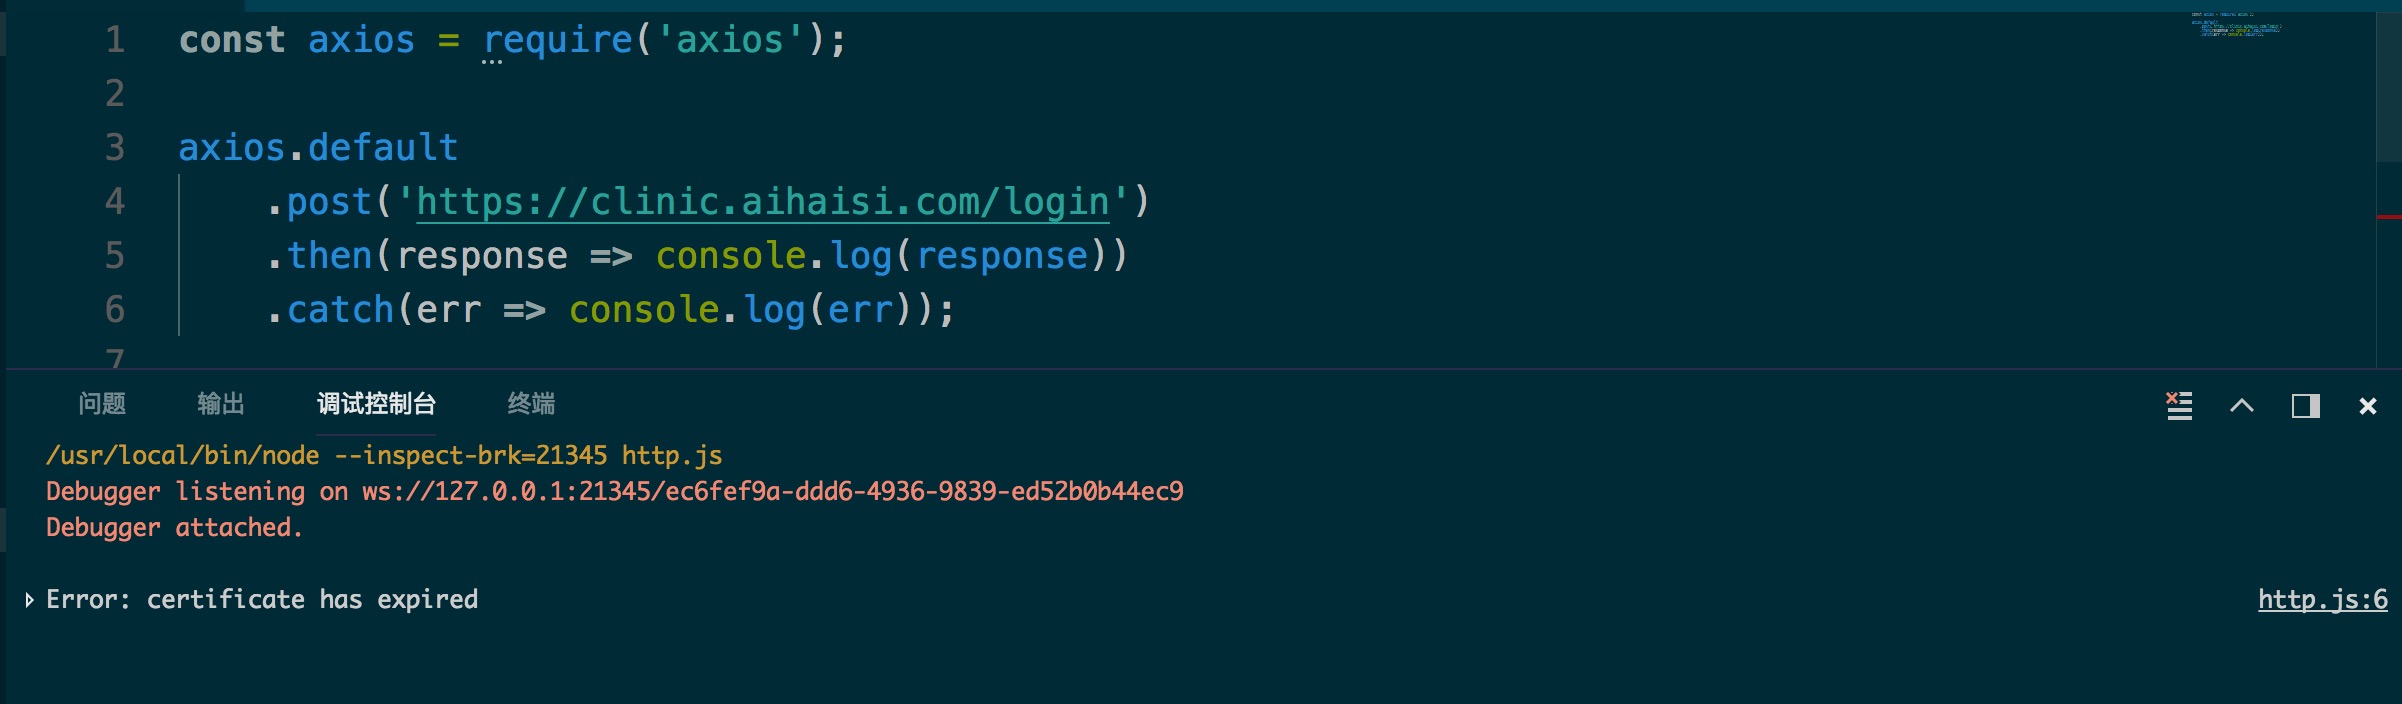 1 const axios = require('axios');
2
3 axios.default
4 .post('https://clinic.aihaisi.com/login')
5 .then(response => console.log(response))
6 .catch(err => console.log(err));
7
问题 输出 调试控制台 终端
/usr/local/bin/node --inspect-brk=21345 http.js
Debugger listening on ws://127.0.0.1:21345/ec6fef9a-ddd6-4936-9839-ed52b0b44ec9
Debugger attached.
Error: certificate has expired http.js:6